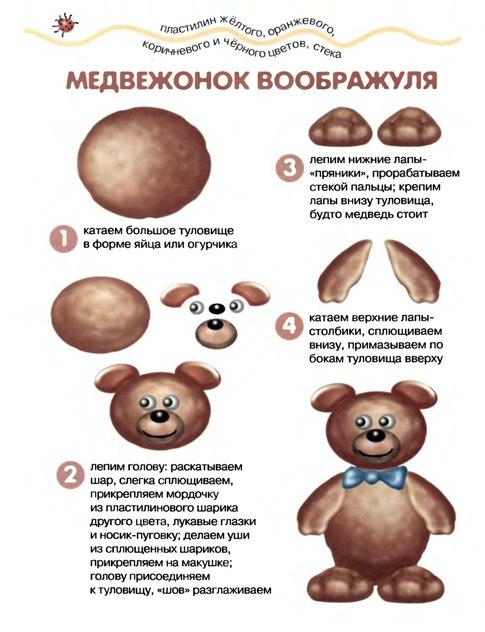 пластилин жёлтого, оранжевого,
коричневого и чёрного цветов, стека
МЕДВЕЖОНОК ВООБРАЖУЛЯ
1
катаем большое туловище
в форме яйца или огурчика
2
лепим голову: раскатываем
шар, слегка сплющиваем,
прикрепляем мордочку
из пластилинового шарика
другого цвета, лукавые глазки
и носик-пуговку; делаем уши
из сплющенных шариков,
прикрепляем на макушке;
голову присоединяем
к туловищу, «шов» разглаживаем
3
лепим нижние лапы-
«пряники», прорабатываем
стекой пальцы; крепим
лапы внизу туловища,
будто медведь стоит
4
катаем верхние лапы-
столбики, сплющиваем
внизу, примазываем по
бокам туловища вверху